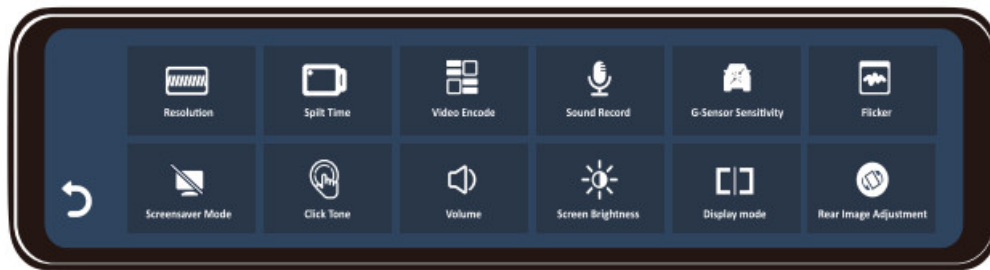 Resolution
Spilt Time
Video Encode
Sound Record
G-Sensor Sensitivity
Flicker
Screensaver Mode
Click Tone
Volume
Screen Brightness
Display mode
Rear Image Adjustment